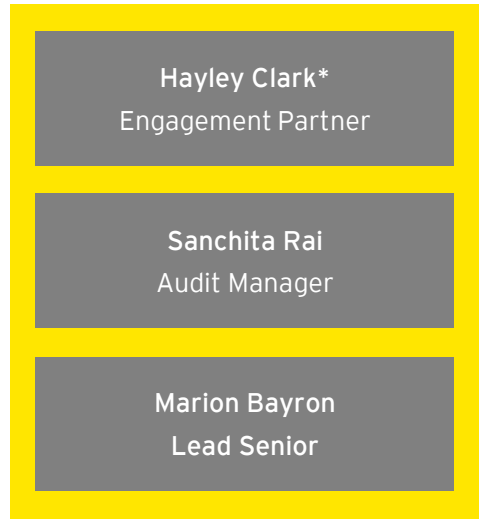 Hayley Clark*
Engagement Partner
Sanchita Rai
Audit Manager
Marion Bayron
Lead Senior